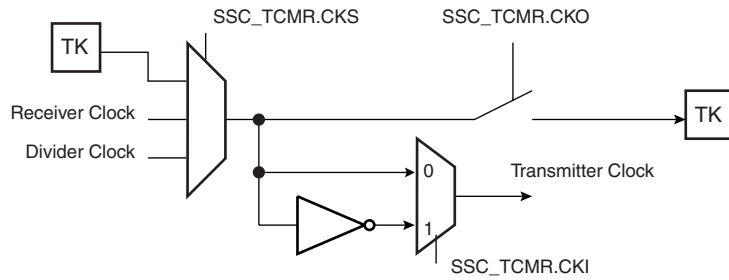 SSC_TCMR.CKS
SSC_TCMR.CKO
TK
Receiver Clock
TK
Divider Clock
0
Transmitter Clock
1
SSC_TCMR.CKI